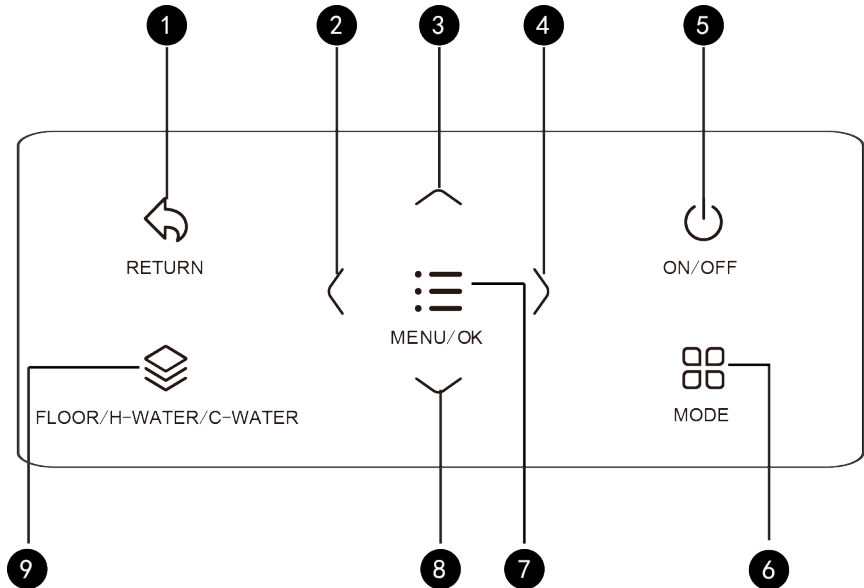 1 2 3 4 5
RETURN
ON/OFF
MENU/OK
FLOOR/H-WATER/C-WATER
MODE
9 8 7 6